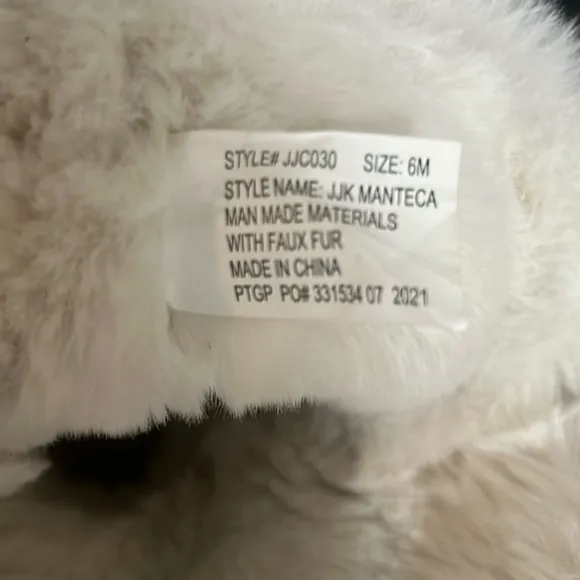 STYLE# JJC030 SIZE: 6M
STYLE NAME: JJK MANTECA
MAN MADE MATERIALS
WITH FAUX FUR
MADE IN CHINA
PTGP PO# 331534 07 2021